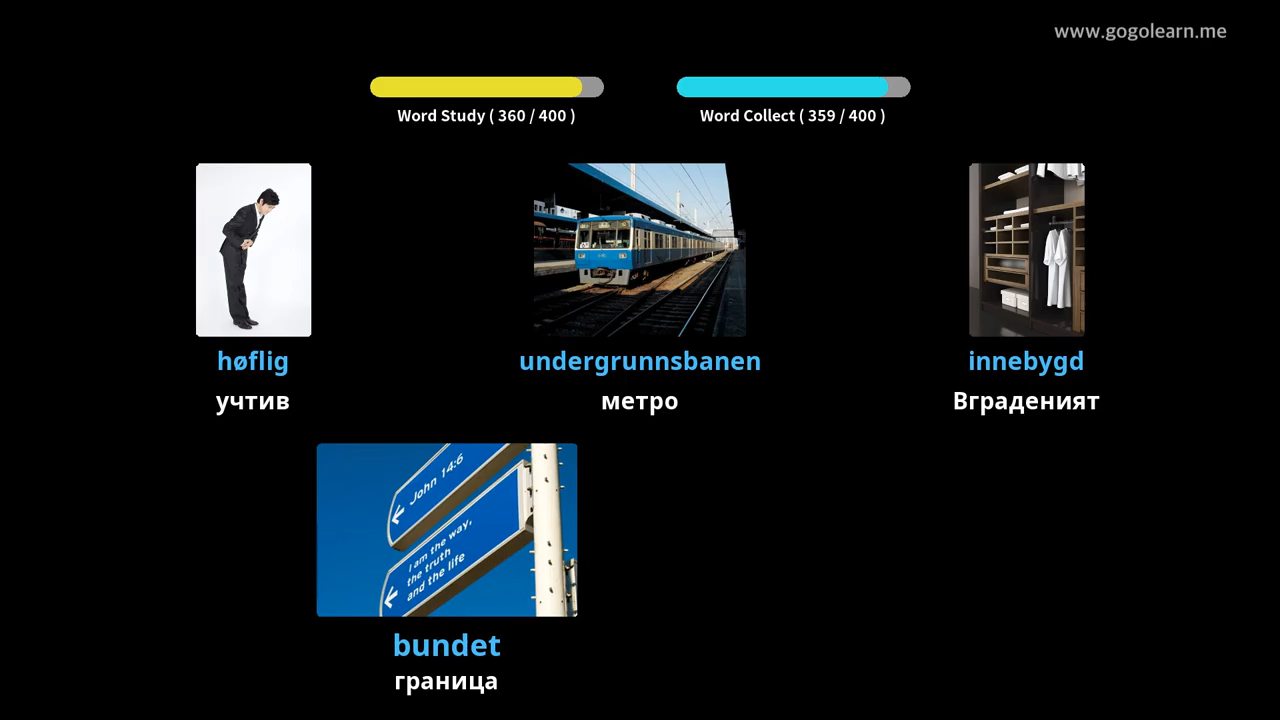 www.gogolearn.me
Word Study ( 360 / 400 )
Word Collect ( 359 / 400 )
høflig
undergrunnsbanen
innebygd
учтив
метро
Вграденият
John 14:6
I am the way,
the truth
and the life
bundet
граница